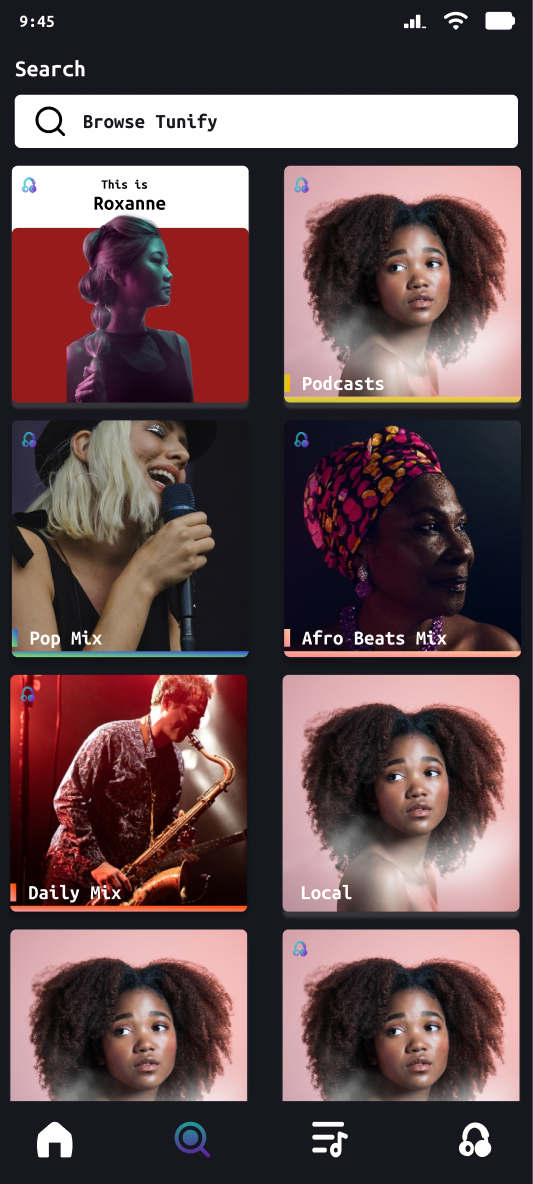 9:45
Search
Browse Tunify
This is
Roxanne
Podcasts
Pop Mix
Afro Beats Mix
Daily Mix
Local